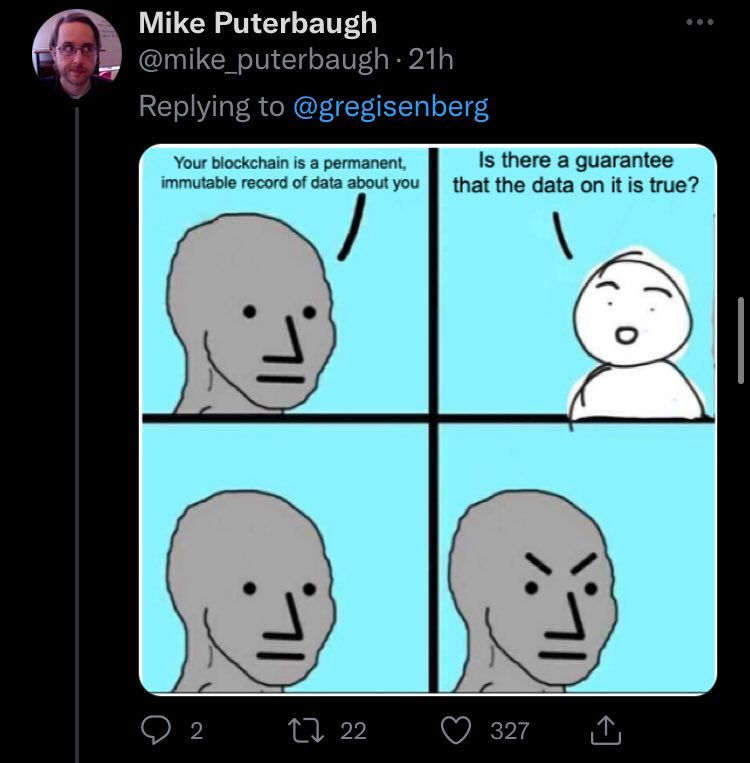 Mike Puterbaugh
@mike_puterbaugh · 21h
Replying to @gregisenberg
Your blockchain is a permanent,
immutable record of data about you
Is there a guarantee
that the data on it is true?
2
22
327